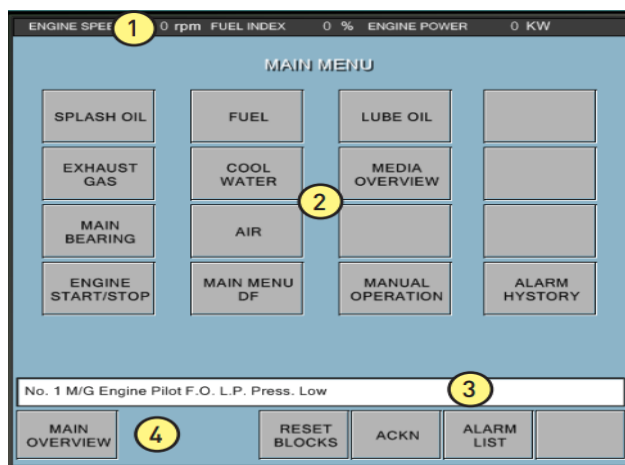 ENGINE SPEE 1 0 rpm FUEL INDEX 0 % ENGINE POWER 0 KW
MAIN MENU
SPLASH OIL FUEL LUBE OIL
EXHAUST COOL MEDIA
GAS WATER OVERVIEW
2
MAIN AIR
BEARING
ENGINE MAIN MENU MANUAL ALARM
START/STOP DF OPERATION HYSTORY
No. 1 M/G Engine Pilot F.O. L.P. Press. Low 3
MAIN 4 RESET ACKN ALARM
OVERVIEW BLOCKS LIST